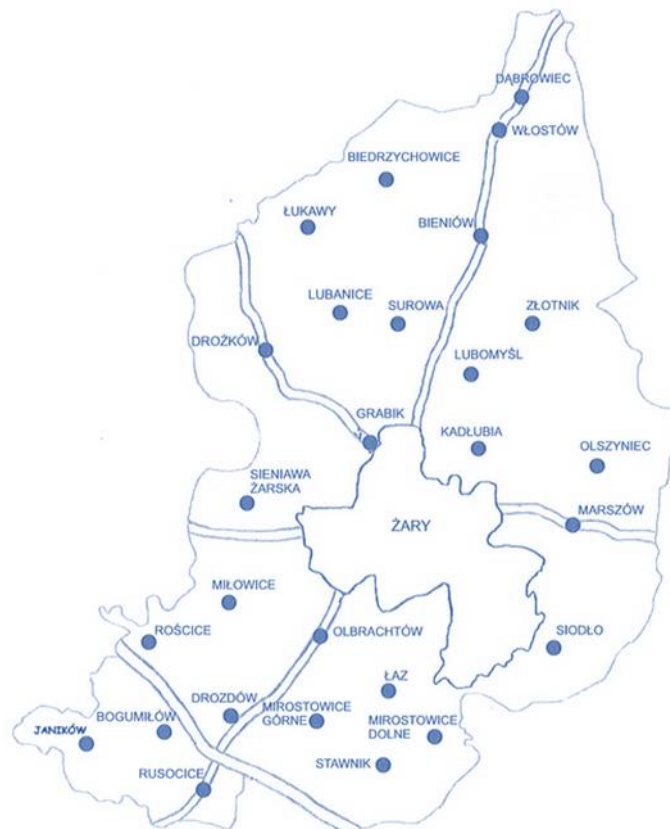 DĄBROWIEC
WŁOSTÓW
BIEDRZYCHOWICE
ŁUKAWY
BIENIÓW
LUBANICE
SUROWA
ZŁOTNIK
DROŻKÓW
LUBOMYŚL
GRABIK
KADŁUBIA
OLSZYNIEC
SIENIAWA
ŻARSKA
MARSZÓW
ŻARY
MIŁOWICE
ROŚCICE
OLBRACHTÓW
SIODŁO
ŁAZ
DROZDÓW
MIROSTOWICE
GÓRNE
MIROSTOWICE
DOLNE
BOGUMIŁÓW
JANIKÓW
STAWNIK
RUSOCICE